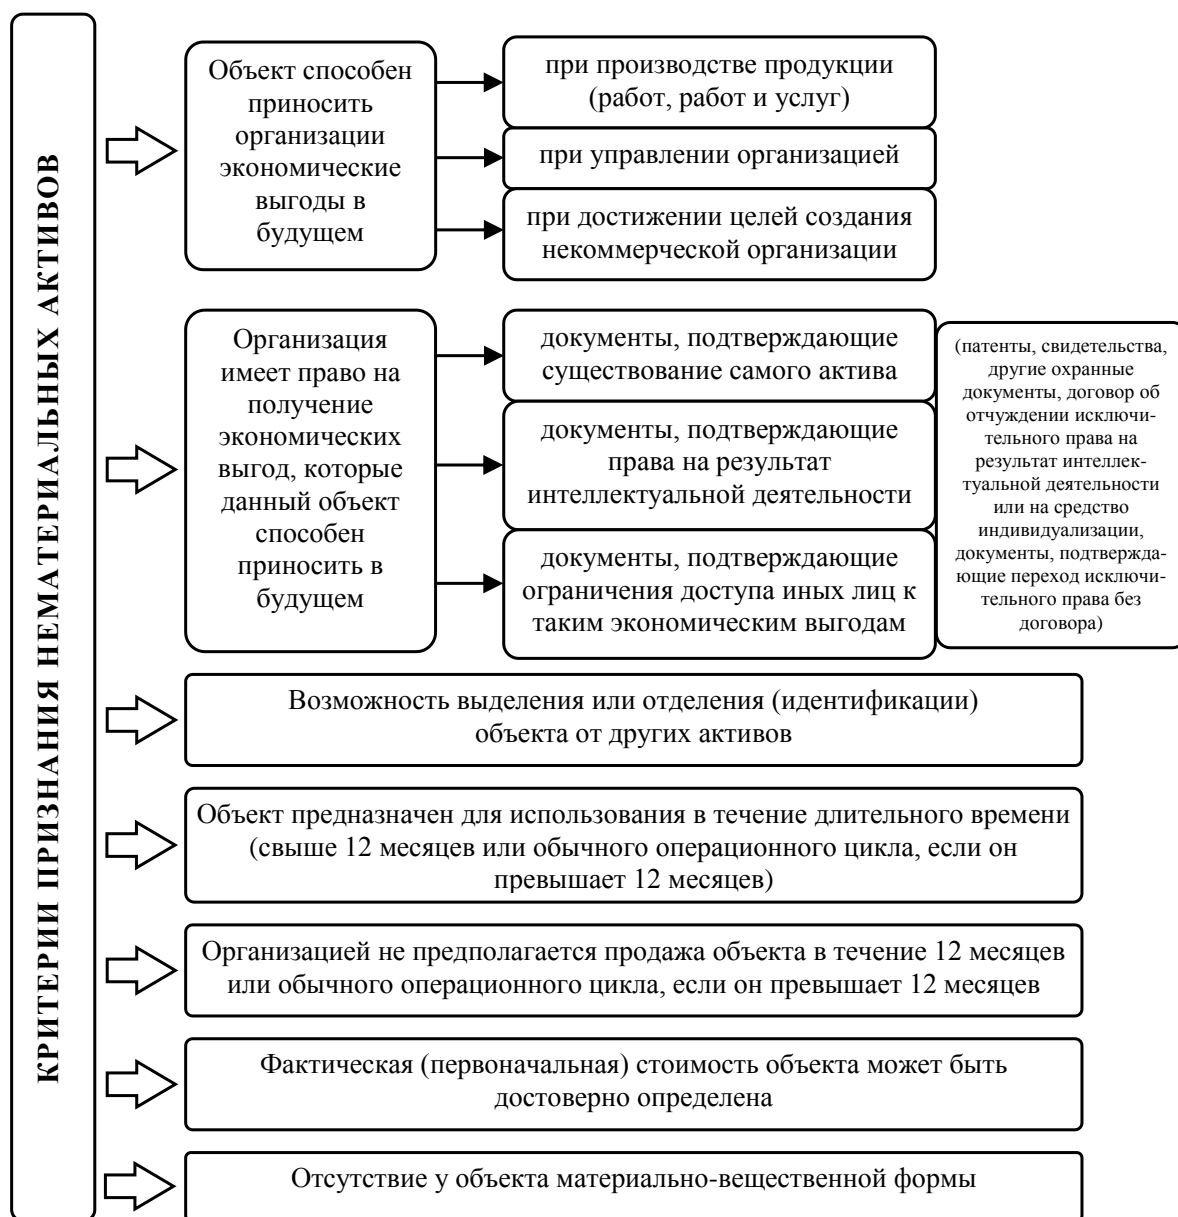 КРИТЕРИИ ПРИЗНАНИЯ НЕМАТЕРИАЛЬНЫХ АКТИВОВ
Объект способен
приносить
организации
экономические
выгоды в
будущем
при производстве продукции
(работ, работ и услуг)
при управлении организацией
при достижении целей создания
некоммерческой организации
Организация
имеет право на
получение
экономических
выгод, которые
данный объект
способен
приносить в
будущем
документы, подтверждающие
существование самого актива
документы, подтверждающие
права на результат
интеллектуальной деятельности
документы, подтверждающие
ограничения доступа иных лиц к
таким экономическим выгодам
(патенты, свидетельства,
другие охранные
документы, договор об
отчуждении исключи-
тельного права на
результат интеллек-
туальной деятельности
или на средство
индивидуализации,
документы, подтвержда-
ющие переход исключи-
тельного права без
договора)
Возможность выделения или отделения (идентификации)
объекта от других активов
Объект предназначен для использования в течение длительного времени
(свыше 12 месяцев или обычного операционного цикла, если он
превышает 12 месяцев)
Организацией не предполагается продажа объекта в течение 12 месяцев
или обычного операционного цикла, если он превышает 12 месяцев
Фактическая (первоначальная) стоимость объекта может быть
достоверно определена
Отсутствие у объекта материально-вещественной формы